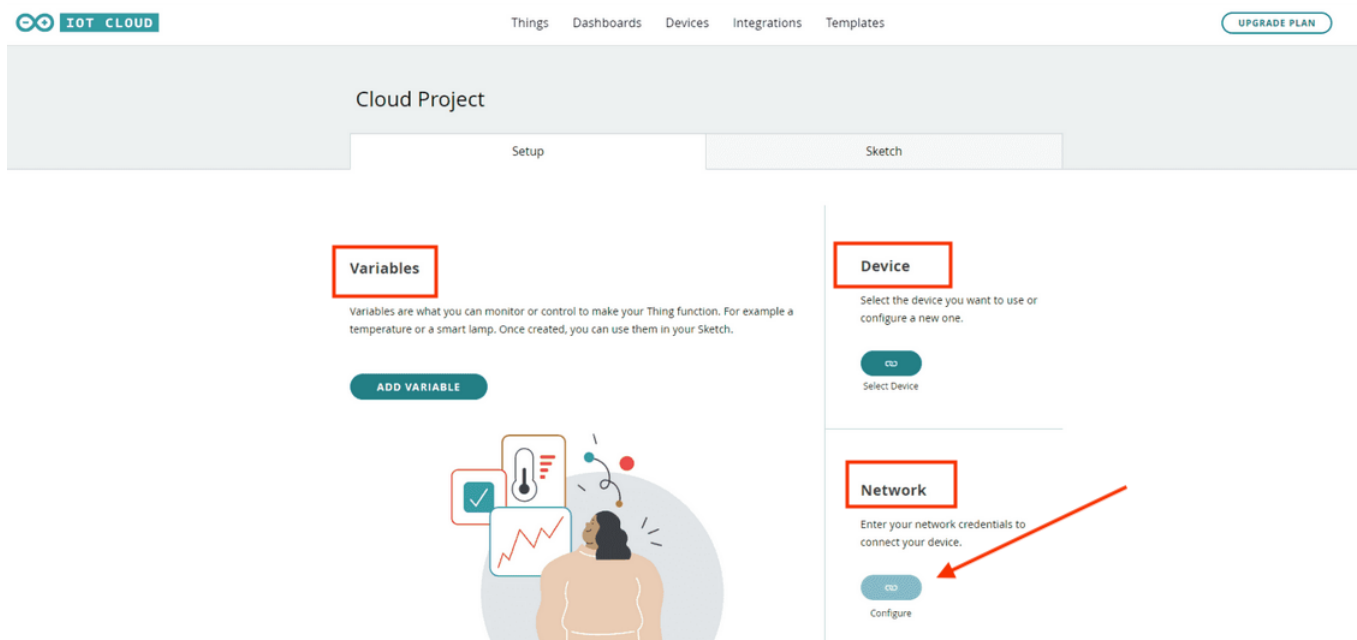 IOT CLOUD
Things Dashboards Devices Integrations Templates
UPGRADE PLAN
Cloud Project
Setup
Sketch
Variables
Variables are what you can monitor or control to make your Thing function. For example a
temperature or a smart lamp. Once created, you can use them in your Sketch.
ADD VARIABLE
Device
Select the device you want to use or
configure a new one.
Select Device
Network
Enter your network credentials to
connect your device.
Configure